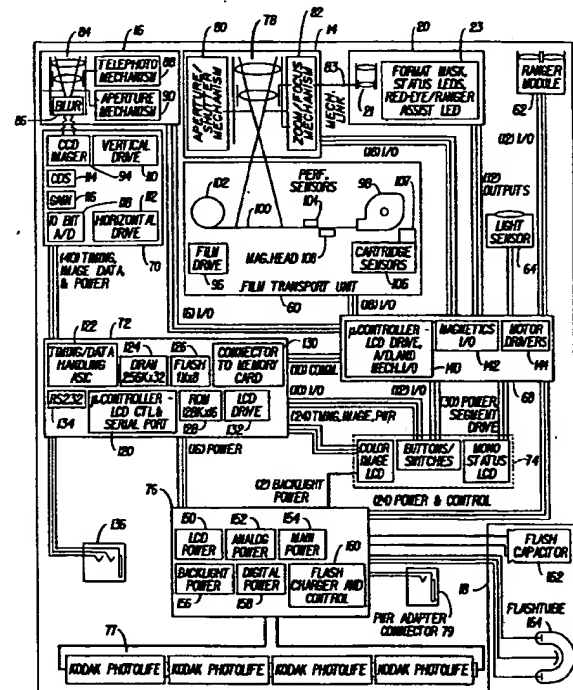 84
16
80
78
82
14
20
23
TELEPHOTO
MECHANISM
88
BLUR
APERTURE
MECHANISM
90
86
APERTURE/
SHUTTER
MECHANISM
ZOOM/FOCUS
MECHANISM
83
MECH.
LINK
21
FORMAT MASK,
STATUS LEDS,
RED-EYE/RANGER
ASSIST LED
RANGER
MODULE
62
(12) I/O
CCD
IMAGER
94
VERTICAL
DRIVE
110
CDS
114
GAIN
116
10 BIT
A/D
118
112
HORIZONTAL
DRIVE
70
(40) TIMING,
IMAGE DATA,
& POWER
(16) I/O
102
100
PERF.
SENSORS
104
98
107
MAG. HEAD 108
FILM
DRIVE
96
CARTRIDGE
SENSORS
106
FILM TRANSPORT UNIT
60
(12)
OUTPUTS
LIGHT
SENSOR
64
(5) I/O
(18) I/O
122
72
124
126
130
TIMING/DATA
HANDLING
ASIC
DRAM
256Kx32
FLASH
1Mx8
CONNECTOR
TO MEMORY
CARD
RS232
134
μCONTROLLER -
LCD CTL &
SERIAL PORT
120
ROM
128Kx16
128
LCD
DRIVE
132
(10) COMM.
(10) I/O
μCONTROLLER -
LCD DRIVE,
A/D, AND
MECH. I/O
140
MAGNETICS
I/O
142
MOTOR
DRIVERS
144
68
(12) I/O
(24) TMNG, IMAGE, PWR
(30) POWER,
SEGMENT
DRIVE
COLOR
IMAGE
LCD
BUTTONS/
SWITCHES
MONO
STATUS
LCD
74
(16) POWER
(2) BACKLIGHT
POWER
(24) POWER & CONTROL
76
150
LCD
POWER
152
ANALOG
POWER
154
MAIN
POWER
160
BACKLIGHT
POWER
156
DIGITAL
POWER
158
FLASH
CHARGER AND
CONTROL
136
PWR ADAPTER
CONNECTOR 79
18
FLASH
CAPACITOR
162
FLASHTUBE
164
77
KODAK PHOTOLIFE
KODAK PHOTOLIFE
KODAK PHOTOLIFE
KODAK PHOTOLIFE